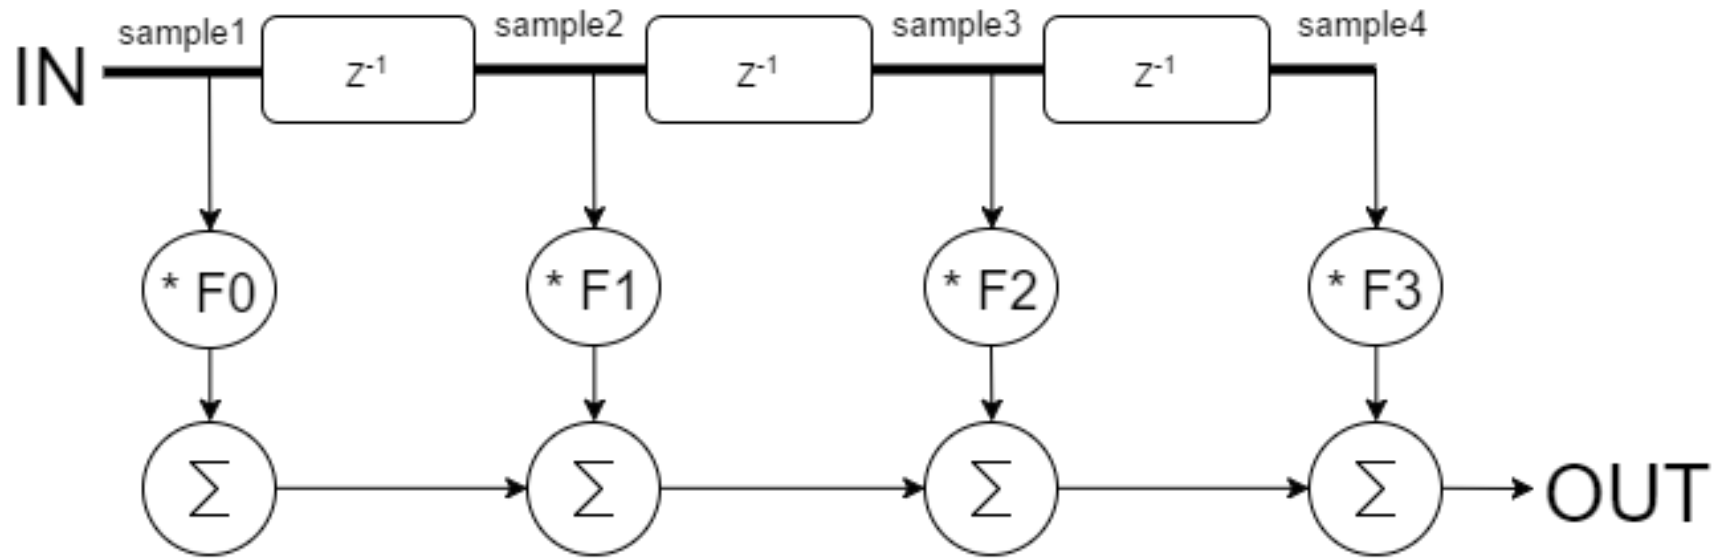 sample1
sample2
sample3
sample4
IN
z⁻¹
z⁻¹
z⁻¹
* F0
* F1
* F2
* F3
∑
∑
∑
∑
OUT